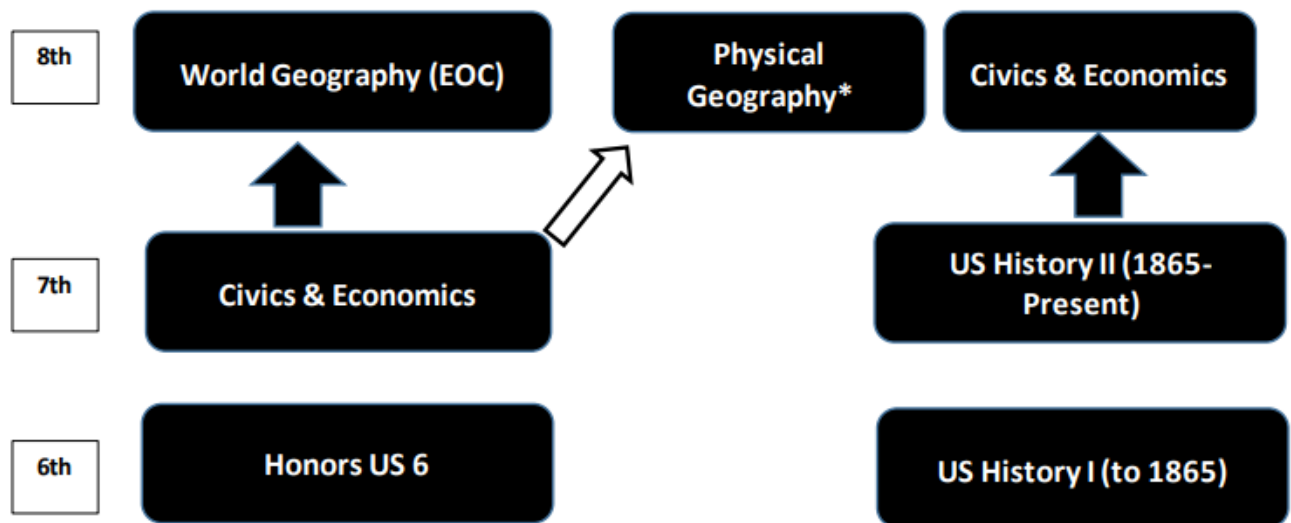 8th
World Geography (EOC)
Physical
Geography*
Civics & Economics
7th
Civics & Economics
US History II (1865-
Present)
6th
Honors US 6
US History I (to 1865)